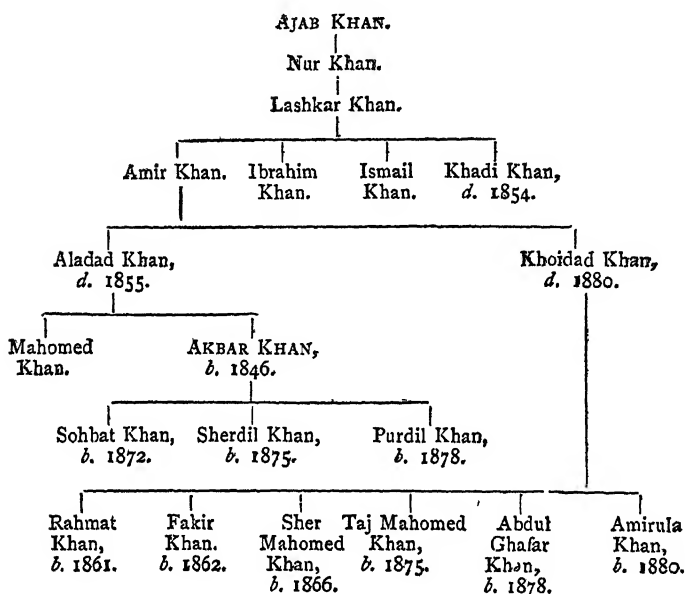 AJAB KHAN.
Nur Khan.
Lashkar Khan.
Amir Khan.
Ibrahim
Khan.
Ismail
Khan.
Khadi Khan,
d. 1854.
Aladad Khan,
d. 1855.
Khoidad Khan,
d. 1880.
Mahomed
Khan.
AKBAR KHAN,
b. 1846.
Sohbat Khan,
b. 1872.
Sherdil Khan,
b. 1875.
Purdil Khan,
b. 1878.
Rahmat
Khan,
b. 1861.
Fakir
Khan.
b. 1862.
Sher
Mahomed
Khan,
b. 1866.
Taj Mahomed
Khan,
b. 1875.
Abdul
Ghafar
Khan,
b. 1878.
Amirula
Khan,
b. 1880.